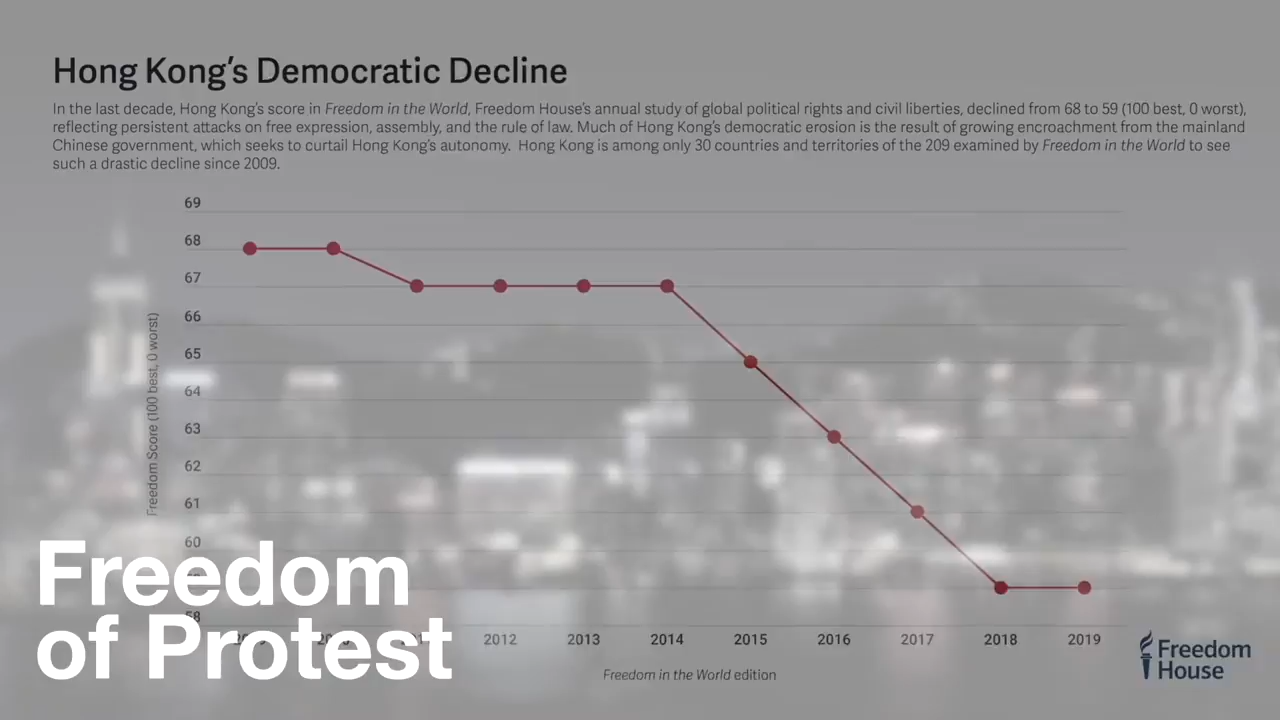 Hong Kong's Democratic Decline
In the last decade, Hong Kong's score in Freedom in the World, Freedom House's annual study of global political rights and civil liberties, declined from 68 to 59 (100 best, 0 worst),
reflecting persistent attacks on free expression, assembly, and the rule of law. Much of Hong Kong's democratic erosion is the result of growing encroachment from the mainland
Chinese government, which seeks to curtail Hong Kong's autonomy. Hong Kong is among only 30 countries and territories of the 209 examined by Freedom in the World to see
such a drastic decline since 2009.
69
68
67
66
65
64
63
62
61
60
58
Freedom Score (100 best, 0 worst)
2012 2013 2014 2015 2016 2017 2018 2019
Freedom in the World edition
Freedom
of Protest
Freedom
House